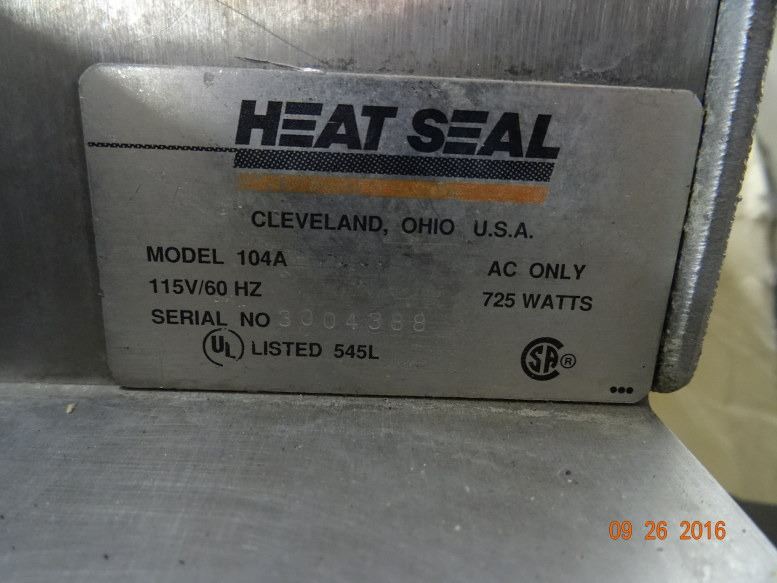 HEAT SEAL
CLEVELAND, OHIO U.S.A.
MODEL 104A
AC ONLY
115V/60 HZ
725 WATTS
SERIAL NO 3004388
UL LISTED 545L
SA ®
09 26 2016